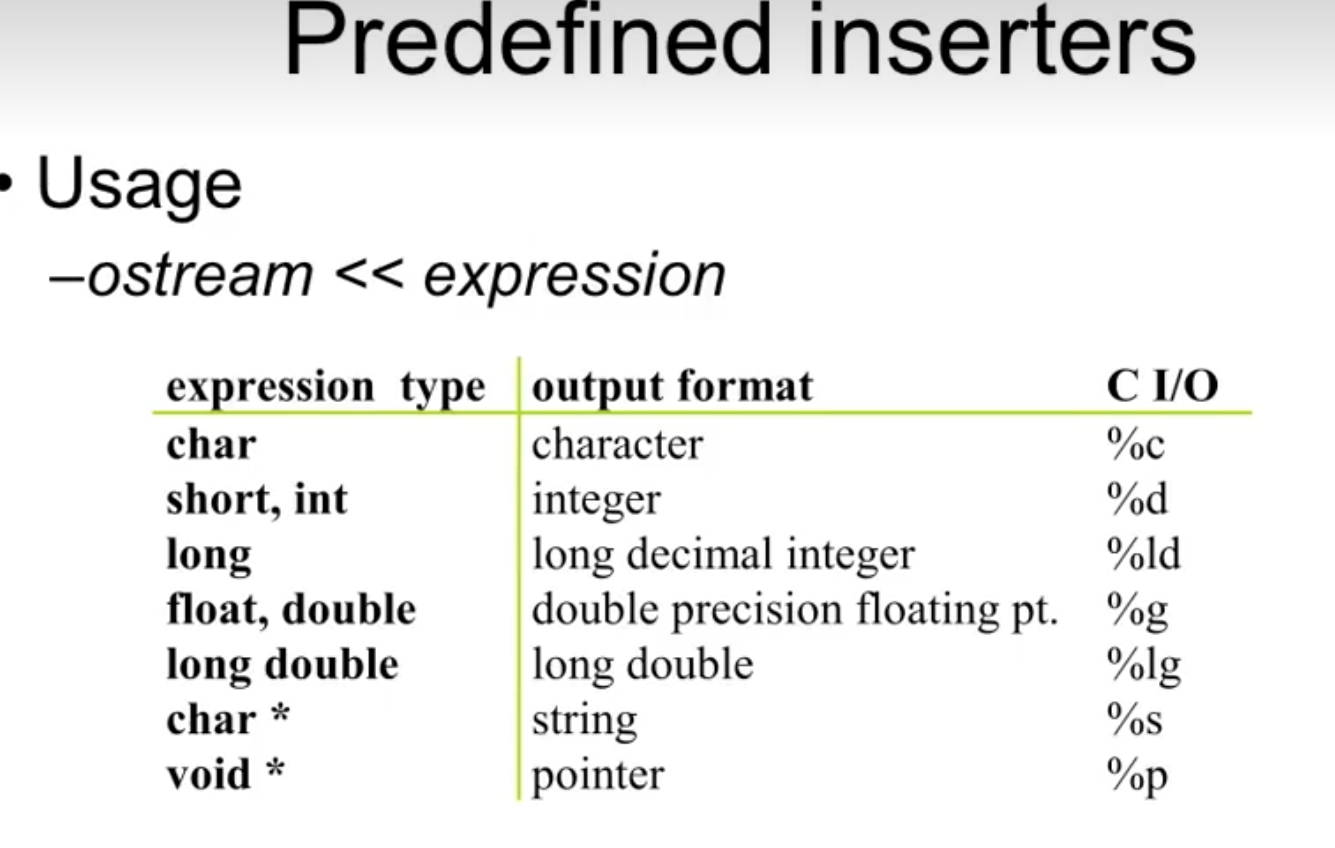 Predefined inserters
• Usage
–ostream << expression
expression type output format C I/O
char character %c
short, int integer %d
long long decimal integer %ld
float, double double precision floating pt. %g
long double long double %lg
char * string %s
void * pointer %p